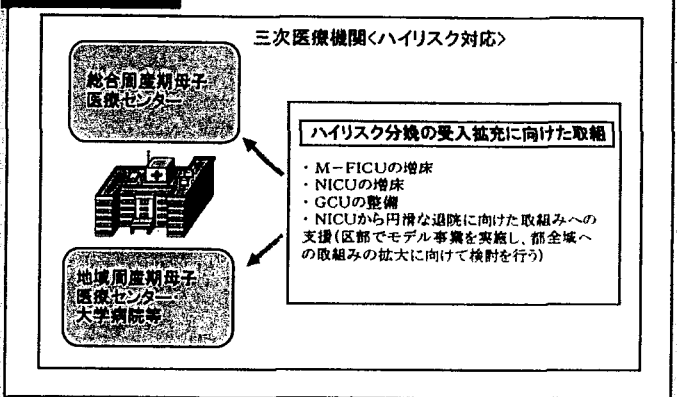 三次医療機関<ハイリスク対応>
総合周産期母子
医療センター
ハイリスク分娩の受入拡充に向けた取組
・M-FICUの増床
・NICUの増床
・GCUの整備
・NICUから円滑な退院に向けた取組みへの
支援(区部でモデル事業を実施し、都全域へ
の取組みの拡大に向けて検討を行う)
地域周産期母子
医療センター
大学病院等